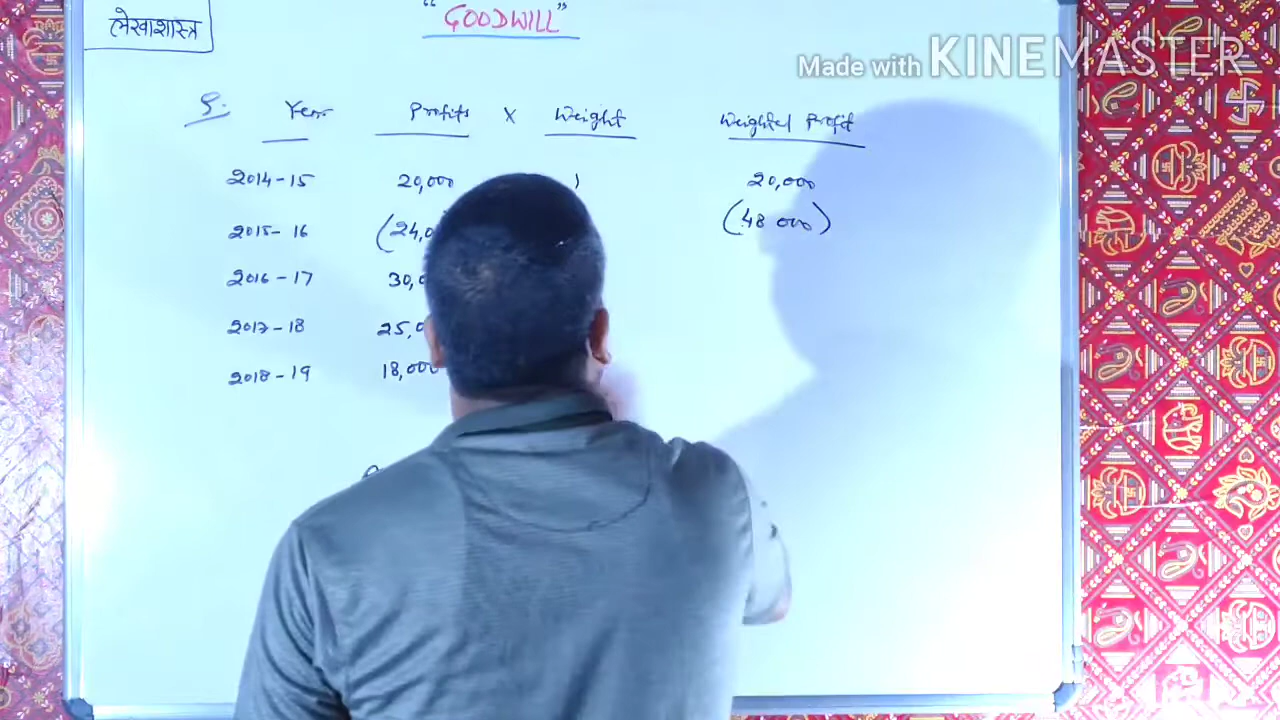 लेखाशास्त्र
"GOODWILL"
Made with KINEMASTER
Q. Year Profits X Weight Weighted Profit
2014-15 20,000 1 20,000
2015-16 (24,0 (48 000)
2016-17 30,0
2017-18 25,0
2018-19 18,000